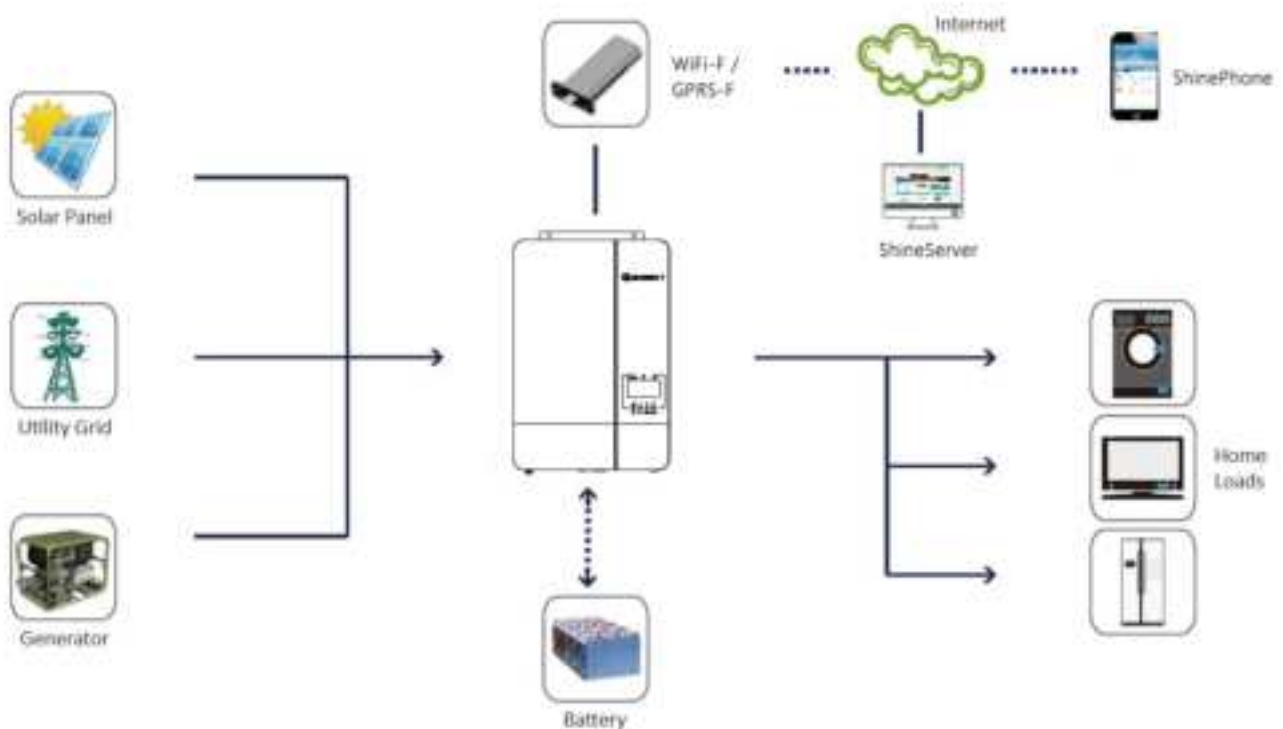 Internet
WiFi-F /
GPRS-F
ShinePhone
Solar Panel
ShineServer
Utility Grid
Home
Loads
Generator
Battery